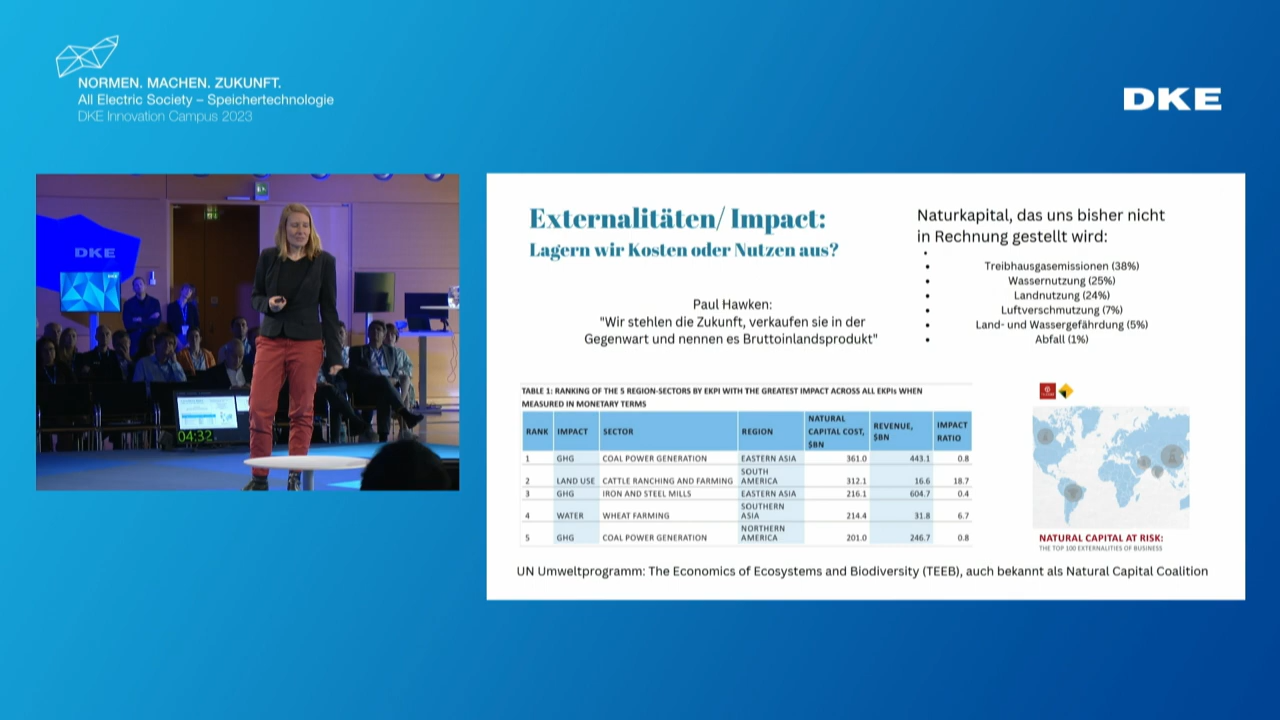 NORMEN. MACHEN. ZUKUNFT.
All Electric Society – Speichertechnologie
DKE Innovation Campus 2023
DKE
DKE
04:32
Externalitäten/ Impact:
Lagern wir Kosten oder Nutzen aus?
Paul Hawken:
"Wir stehlen die Zukunft, verkaufen sie in der
Gegenwart und nennen es Bruttoinlandsprodukt"
Naturkapital, das uns bisher nicht
in Rechnung gestellt wird:
•
• Treibhausgasemissionen (38%)
• Wassernutzung (25%)
• Landnutzung (24%)
• Luftverschmutzung (7%)
• Land- und Wassergefährdung (5%)
• Abfall (1%)
TABLE 1: RANKING OF THE 5 REGION-SECTORS BY EKPI WITH THE GREATEST IMPACT ACROSS ALL EKPIs WHEN
MEASURED IN MONETARY TERMS
RANK IMPACT SECTOR REGION NATURAL CAPITAL COST, $BN REVENUE, $BN IMPACT RATIO
1 GHG COAL POWER GENERATION EASTERN ASIA 361.0 443.1 0.8
2 LAND USE CATTLE RANCHING AND FARMING SOUTH AMERICA 312.1 16.6 18.7
3 GHG IRON AND STEEL MILLS EASTERN ASIA 216.1 604.7 0.4
4 WATER WHEAT FARMING SOUTHERN ASIA 214.4 31.8 6.7
5 GHG COAL POWER GENERATION NORTHERN AMERICA 201.0 246.7 0.8
NATURAL CAPITAL AT RISK:
THE TOP 100 EXTERNALITIES OF BUSINESS
UN Umweltprogramm: The Economics of Ecosystems and Biodiversity (TEEB), auch bekannt als Natural Capital Coalition